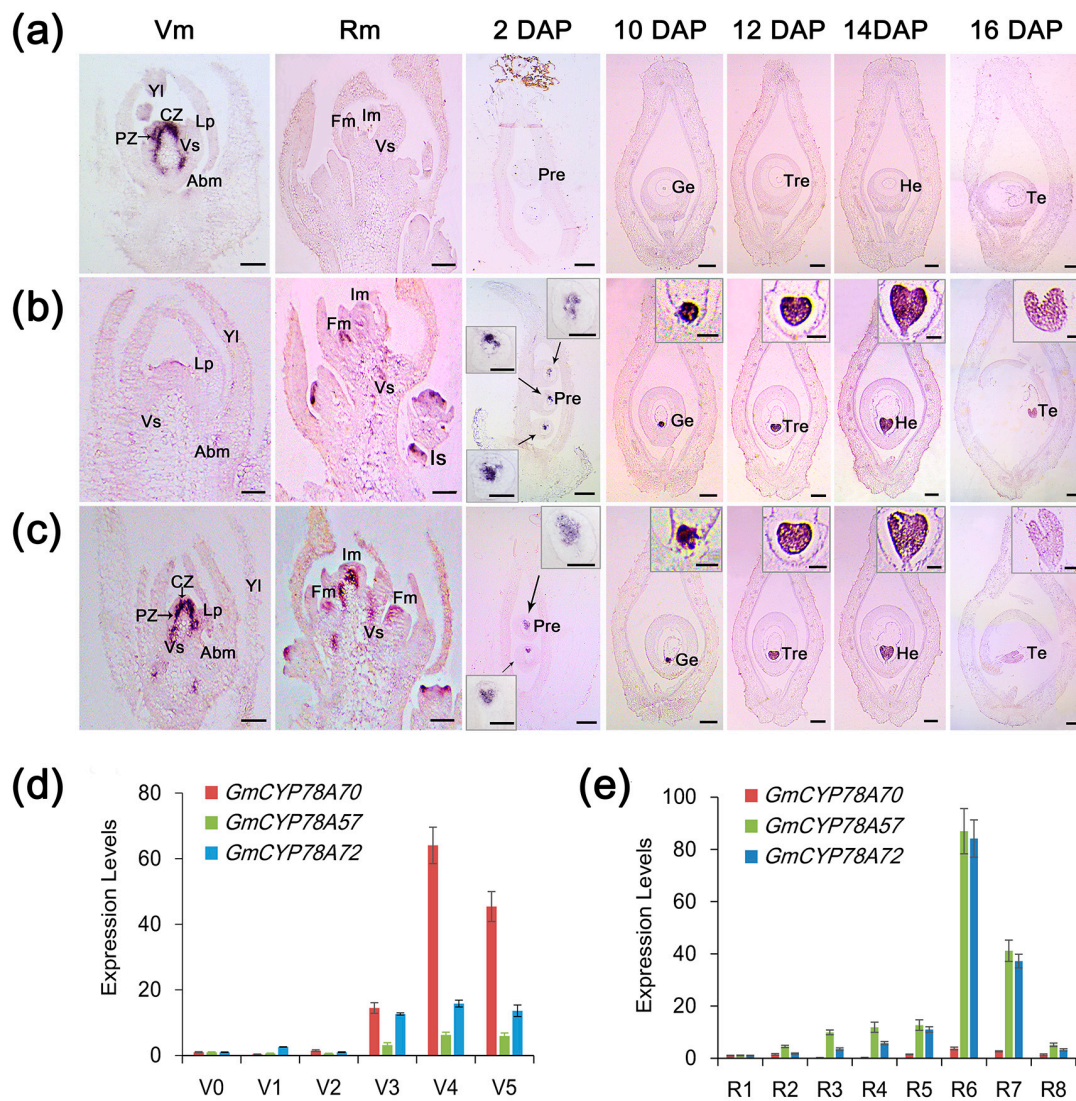 (a)
Vm
Rm
2 DAP
10 DAP
12 DAP
14DAP
16 DAP
Yl
CZ
PZ
Lp
Vs
Abm
Fm
Im
Vs
Pre
Ge
Tre
He
Te
(b)
Yl
Lp
Vs
Abm
Im
Fm
Vs
Is
Pre
Ge
Tre
He
Te
(c)
CZ
Yl
PZ
Lp
Vs
Abm
Im
Fm
Fm
Vs
Pre
Ge
Tre
He
Te
(d)
Expression Levels
80
60
40
20
0
GmCYP78A70
GmCYP78A57
GmCYP78A72
V0 V1 V2 V3 V4 V5
(e)
Expression Levels
100
80
60
40
20
0
GmCYP78A70
GmCYP78A57
GmCYP78A72
R1 R2 R3 R4 R5 R6 R7 R8